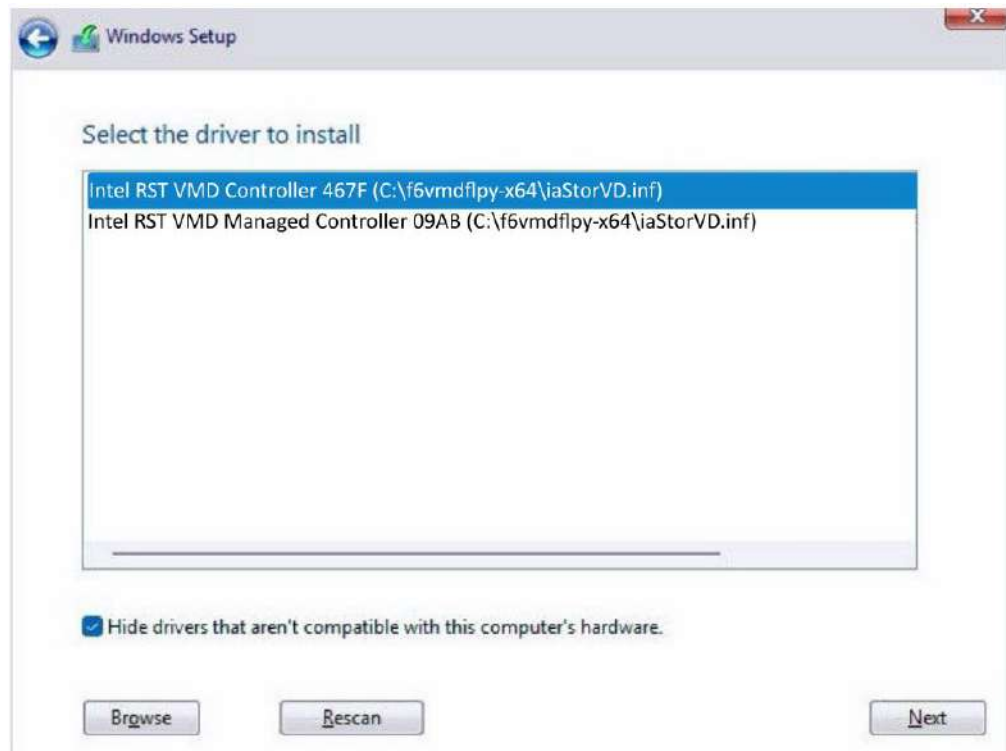 Windows Setup
Select the driver to install
Intel RST VMD Controller 467F (C:\f6vmdflpy-x64\iaStorVD.inf)
Intel RST VMD Managed Controller 09AB (C:\f6vmdflpy-x64\iaStorVD.inf)
Hide drivers that aren't compatible with this computer's hardware.
Browse Rescan Next